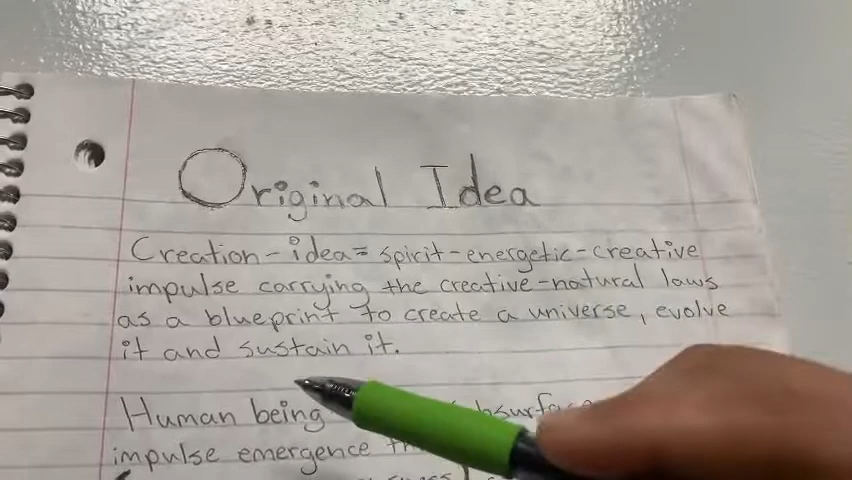 Original Idea
Creation-idea= spirit-energetic-creative
impulse carrying the creative-natural laws
as a blueprint to create a universe, evolve
it and sustain it.
Human being
impulse emergence